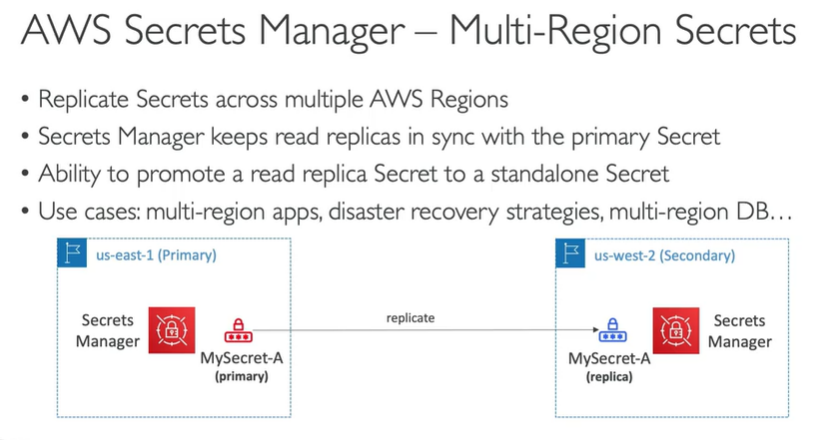 AWS Secrets Manager – Multi-Region Secrets
• Replicate Secrets across multiple AWS Regions
• Secrets Manager keeps read replicas in sync with the primary Secret
• Ability to promote a read replica Secret to a standalone Secret
• Use cases: multi-region apps, disaster recovery strategies, multi-region DB…
us-east-1 (Primary)
Secrets
Manager
MySecret-A
(primary)
replicate
us-west-2 (Secondary)
MySecret-A
(replica)
Secrets
Manager